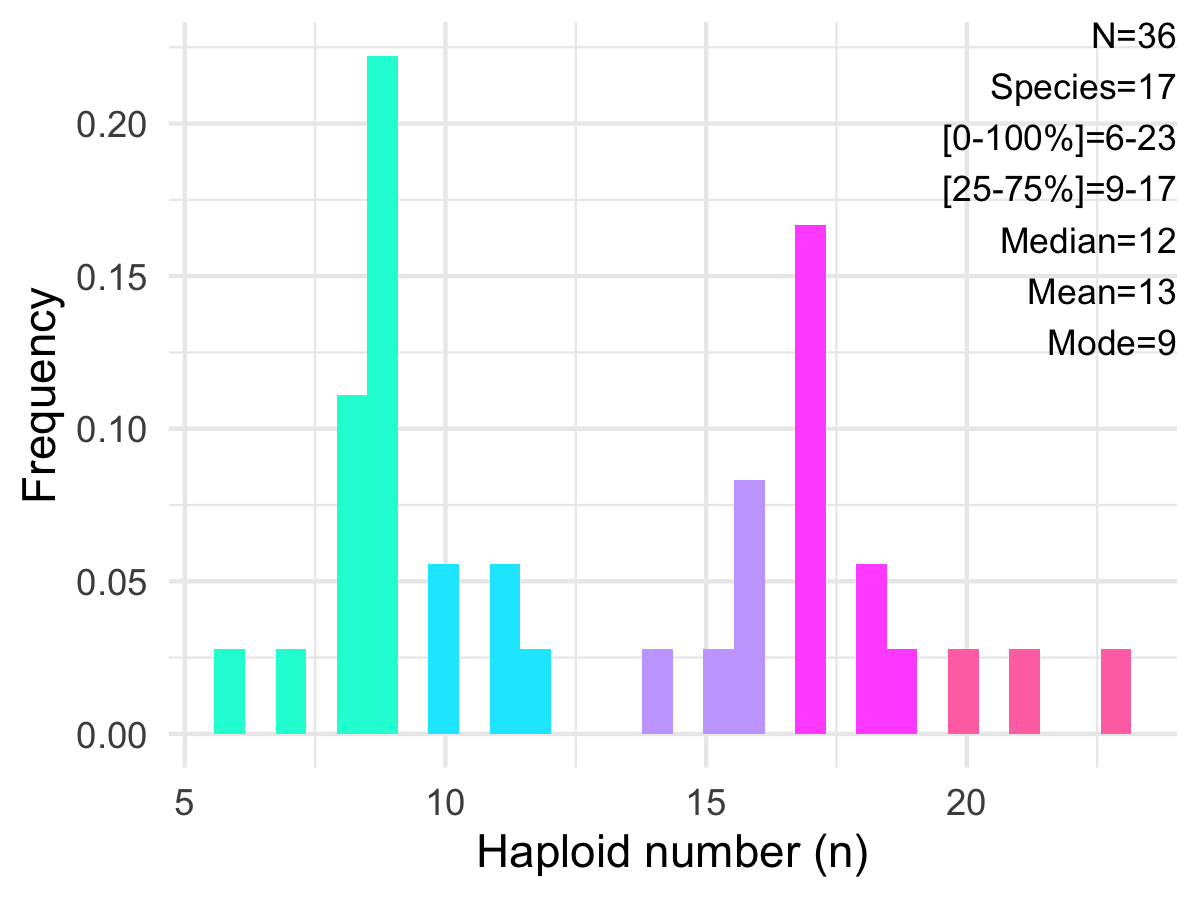 N=36
Species=17
[0-100%]=6-23
[25-75%]=9-17
Median=12
Mean=13
Mode=9
Frequency
0.20
0.15
0.10
0.05
0.00
5 10 15 20
Haploid number (n)